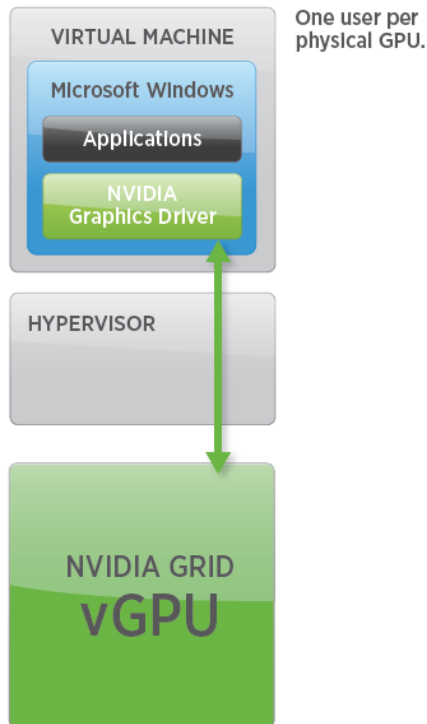 One user per
physical GPU.
VIRTUAL MACHINE
Microsoft Windows
Applications
NVIDIA
Graphics Driver
HYPERVISOR
NVIDIA GRID
vGPU